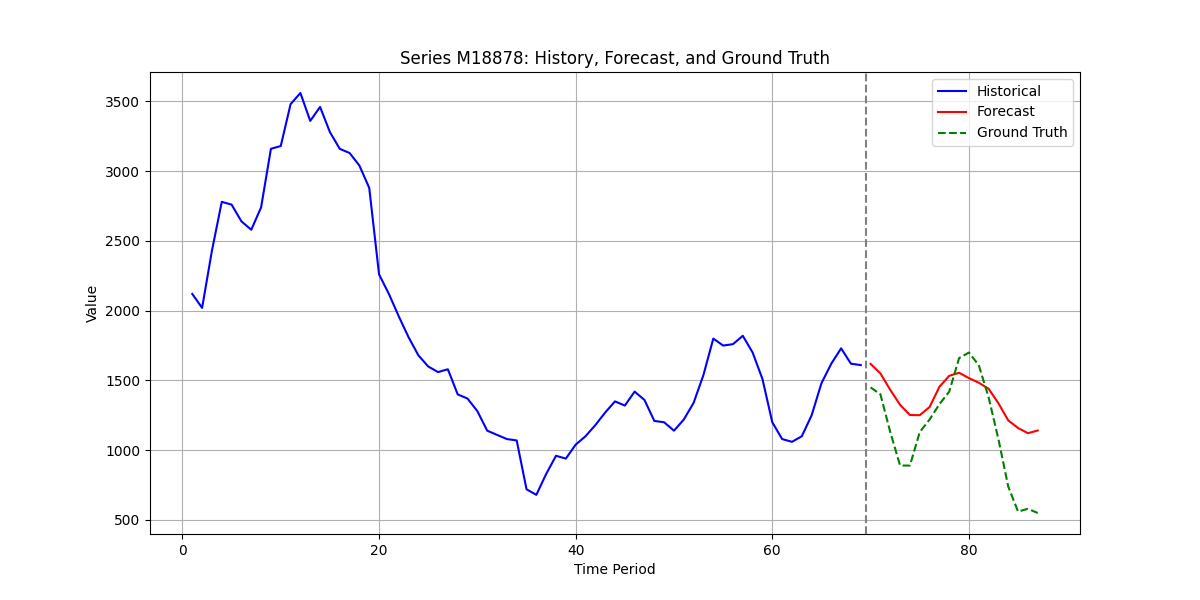 Series M18878: History, Forecast, and Ground Truth
Historical
Forecast
Ground Truth
3500
3000
2500
2000
1500
1000
500
Value
0 20 40 60 80
Time Period